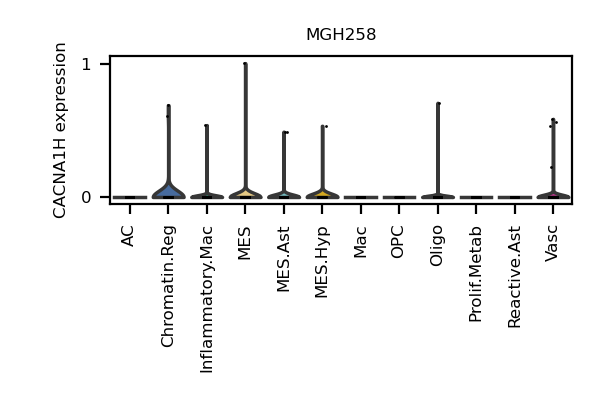 MGH258
CACNA1H expression
1
0
AC
Chromatin.Reg
Inflammatory.Mac
MES
MES.Ast
MES.Hyp
Mac
OPC
Oligo
Prolif.Metab
Reactive.Ast
Vasc